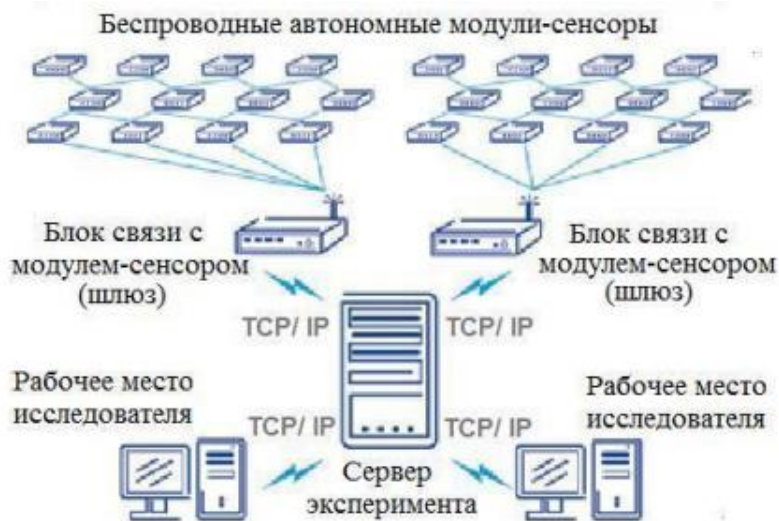 Беспроводные автономные модули-сенсоры
Блок связи с
модулем-сенсором
(шлюз)
Блок связи с
модулем-сенсором
(шлюз)
TCP/ IP
TCP/ IP
Рабочее место
исследователя
Рабочее место
исследователя
TCP/ IP
TCP/ IP
Сервер
эксперимента